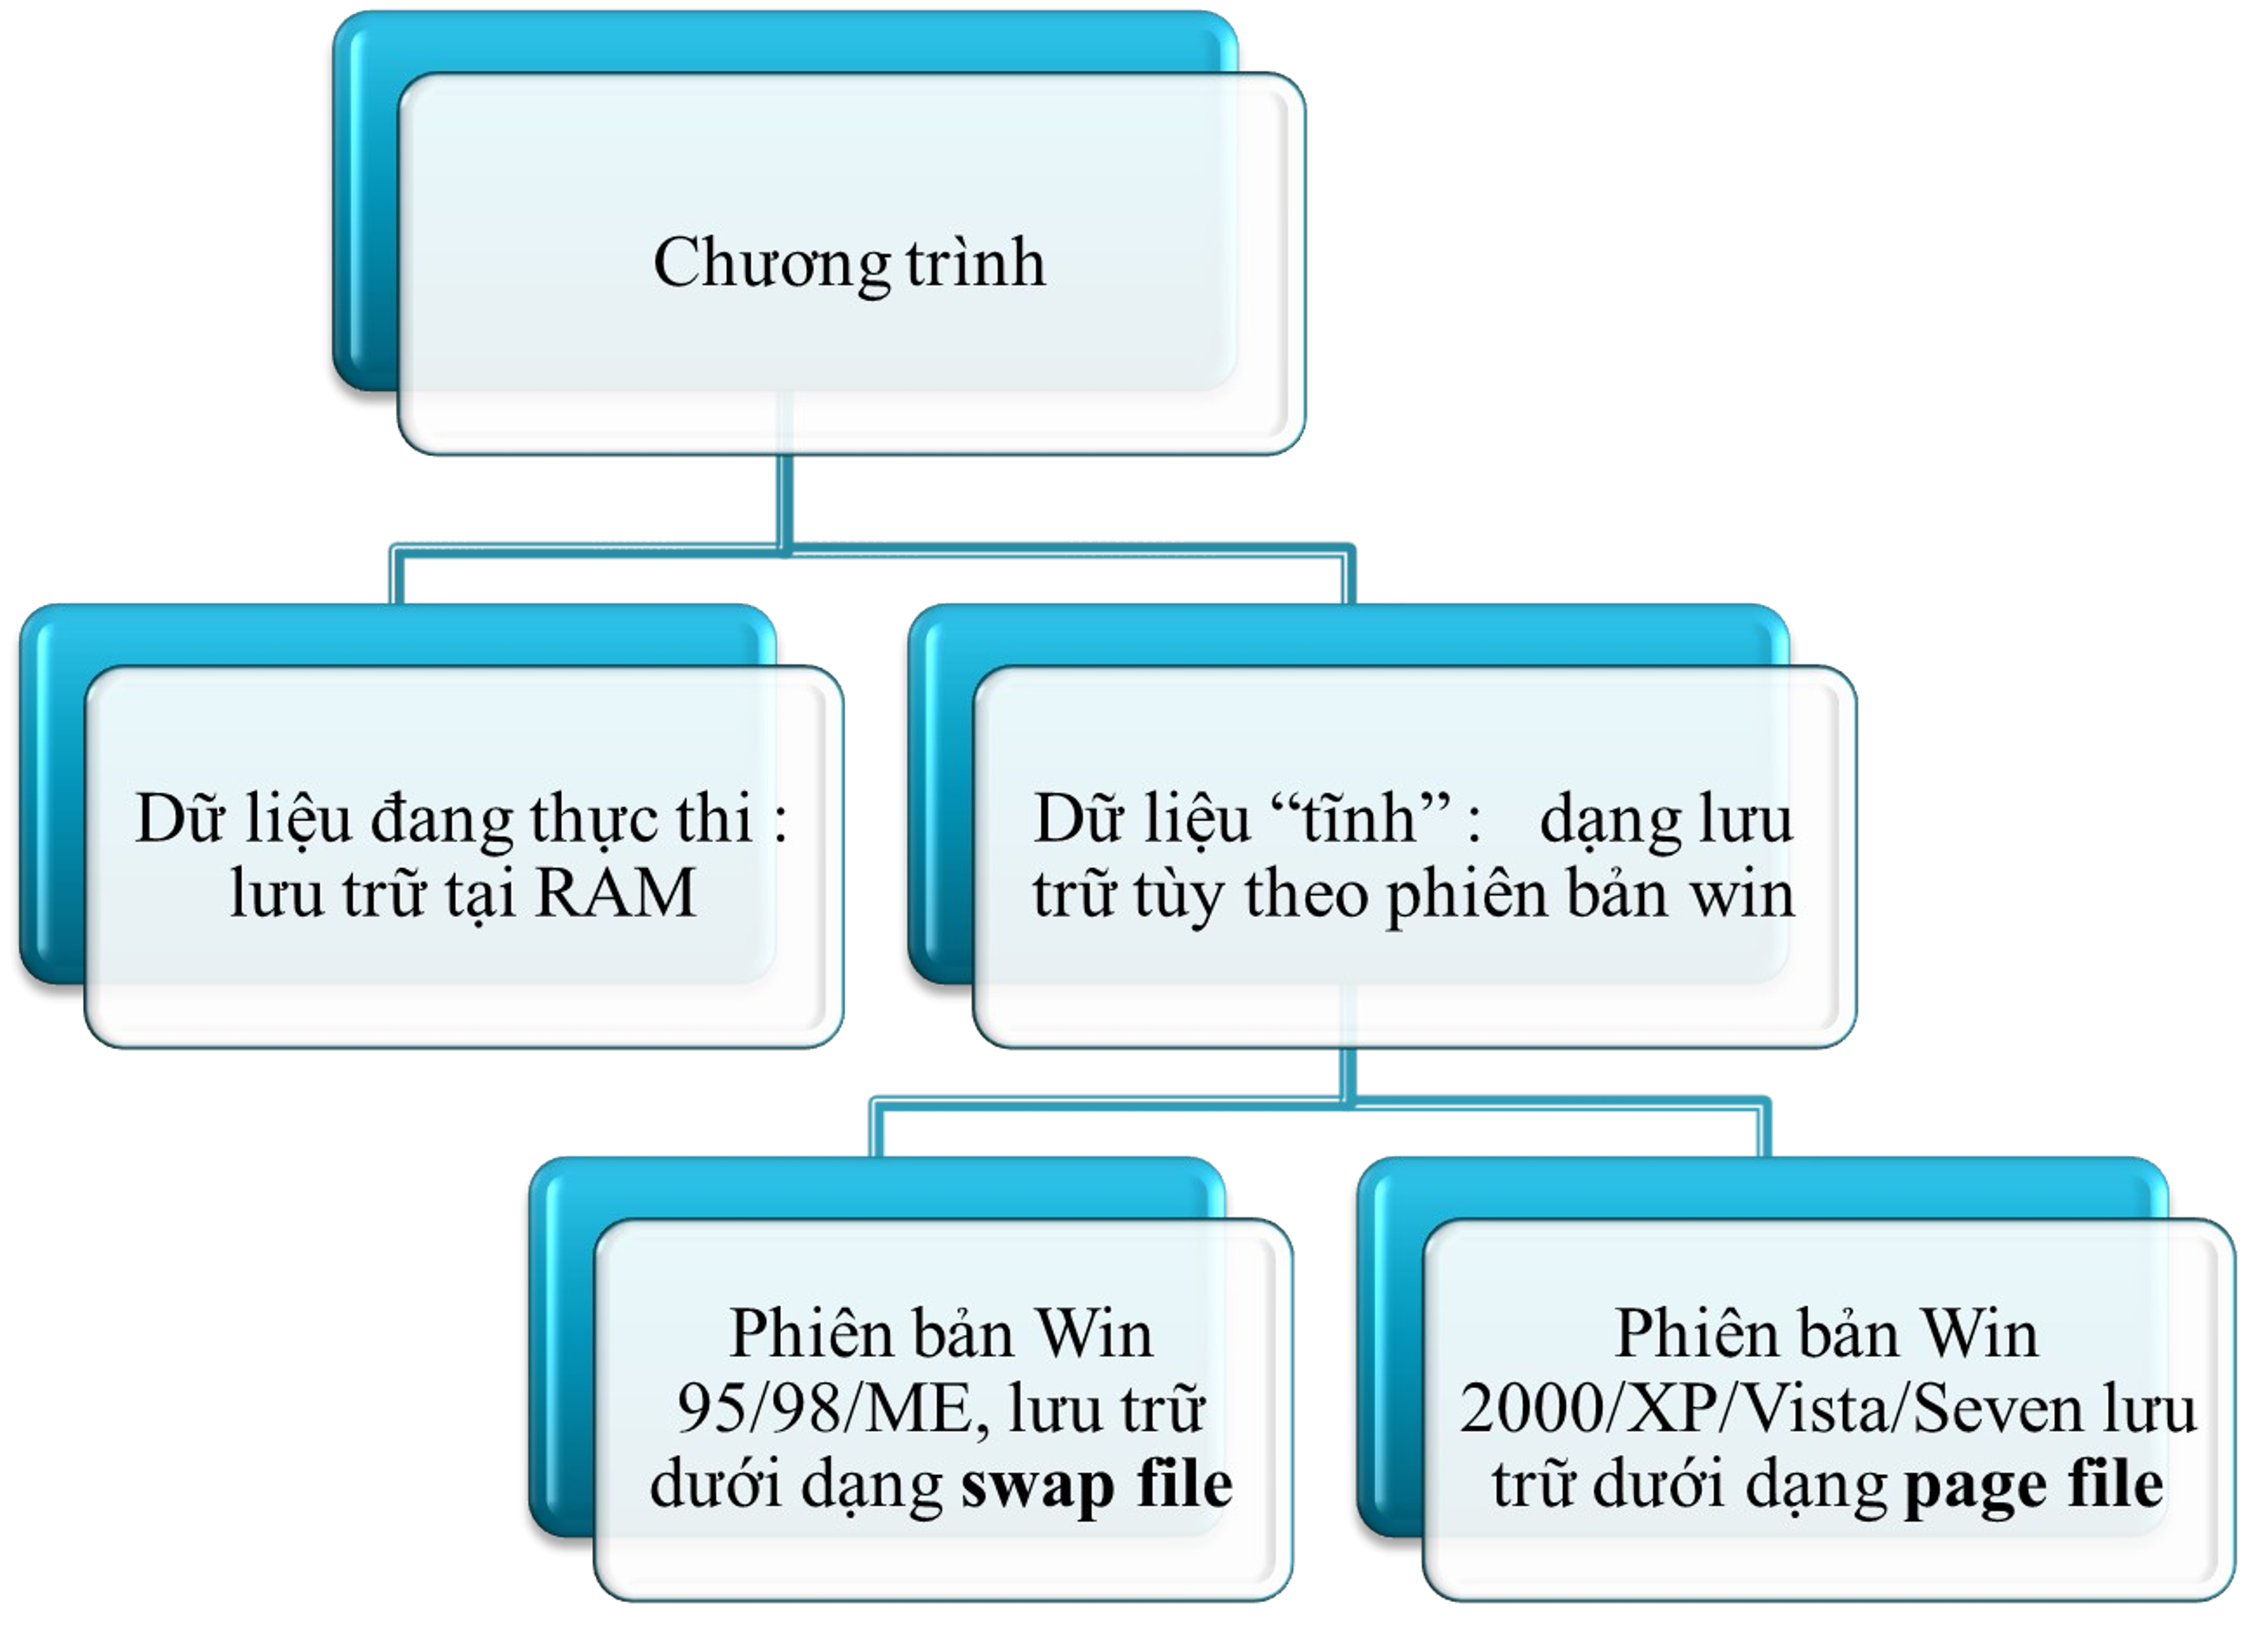 Chương trình
Dữ liệu đang thực thi :
lưu trữ tại RAM
Dữ liệu “tĩnh” : dạng lưu
trữ tùy theo phiên bản win
Phiên bản Win
95/98/ME, lưu trữ
dưới dạng swap file
Phiên bản Win
2000/XP/Vista/Seven lưu
trữ dưới dạng page file